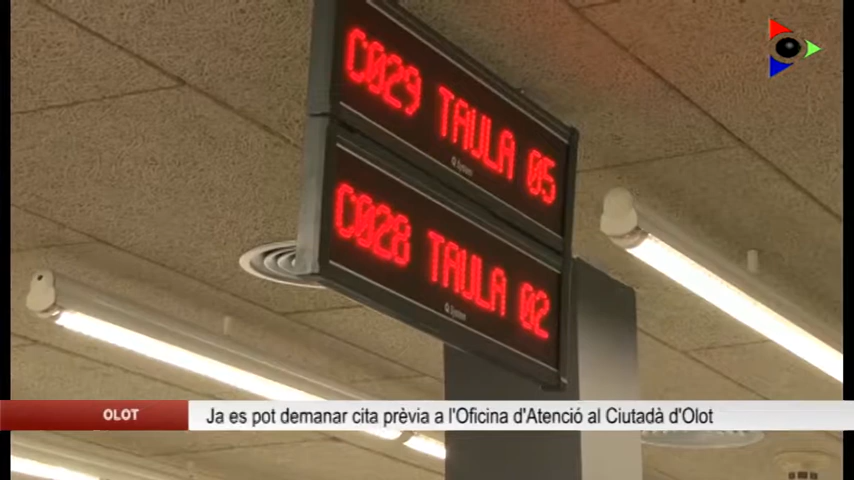 C029 TAULA 05
C028 TAULA 02
OLOT
Ja es pot demanar cita prèvia a l'Oficina d'Atenció al Ciutadà d'Olot